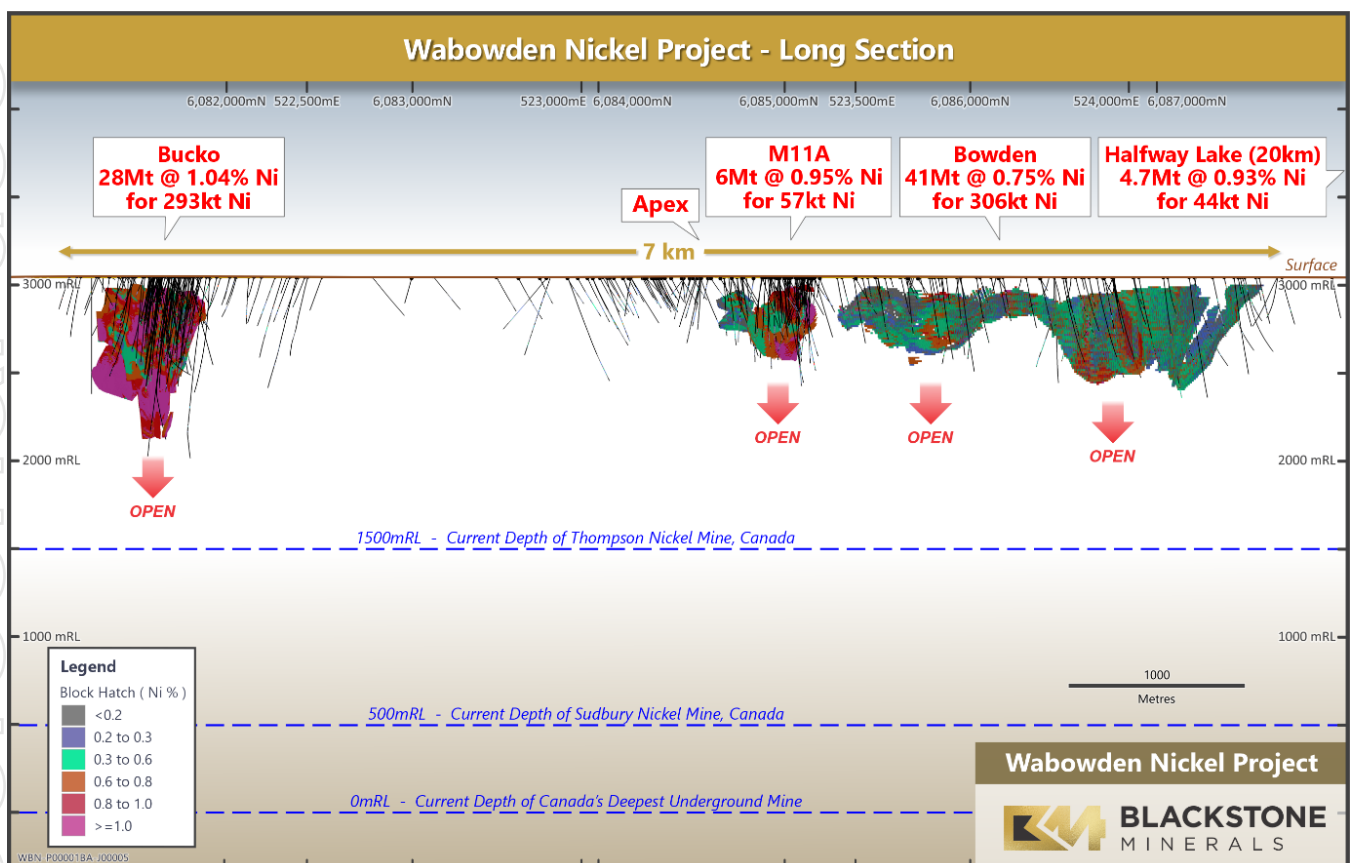 Wabowden Nickel Project - Long Section
6,082,000mN 522,500mE 6,083,000mN 523,000mE 6,084,000mN 6,085,000mN 523,500mE 6,086,000mN 524,000mE 6,087,000mN
Bucko
28Mt @ 1.04% Ni
for 293kt Ni
Apex
M11A
6Mt @ 0.95% Ni
for 57kt Ni
Bowden
41Mt @ 0.75% Ni
for 306kt Ni
Halfway Lake (20km)
4.7Mt @ 0.93% Ni
for 44kt Ni
7 km
Surface
3000 mRL
3000 mRL
OPEN
OPEN
OPEN
2000 mRL
2000 mRL
OPEN
1500mRL - Current Depth of Thompson Nickel Mine, Canada
1000 mRL
1000 mRL
Legend
Block Hatch ( Ni % )
<0.2
0.2 to 0.3
0.3 to 0.6
0.6 to 0.8
0.8 to 1.0
>=1.0
1000
Metres
500mRL - Current Depth of Sudbury Nickel Mine, Canada
0mRL - Current Depth of Canada's Deepest Underground Mine
Wabowden Nickel Project
BLACKSTONE
MINERALS
WBN_P00001BA_J00005